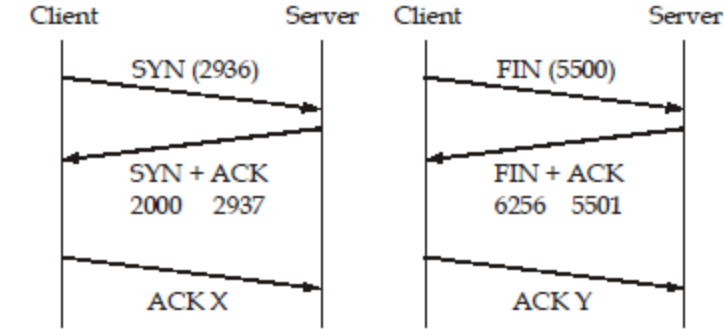 Client Server Client Server
SYN (2936) FIN (5500)
SYN + ACK FIN + ACK
2000 2937 6256 5501
ACK X ACK Y